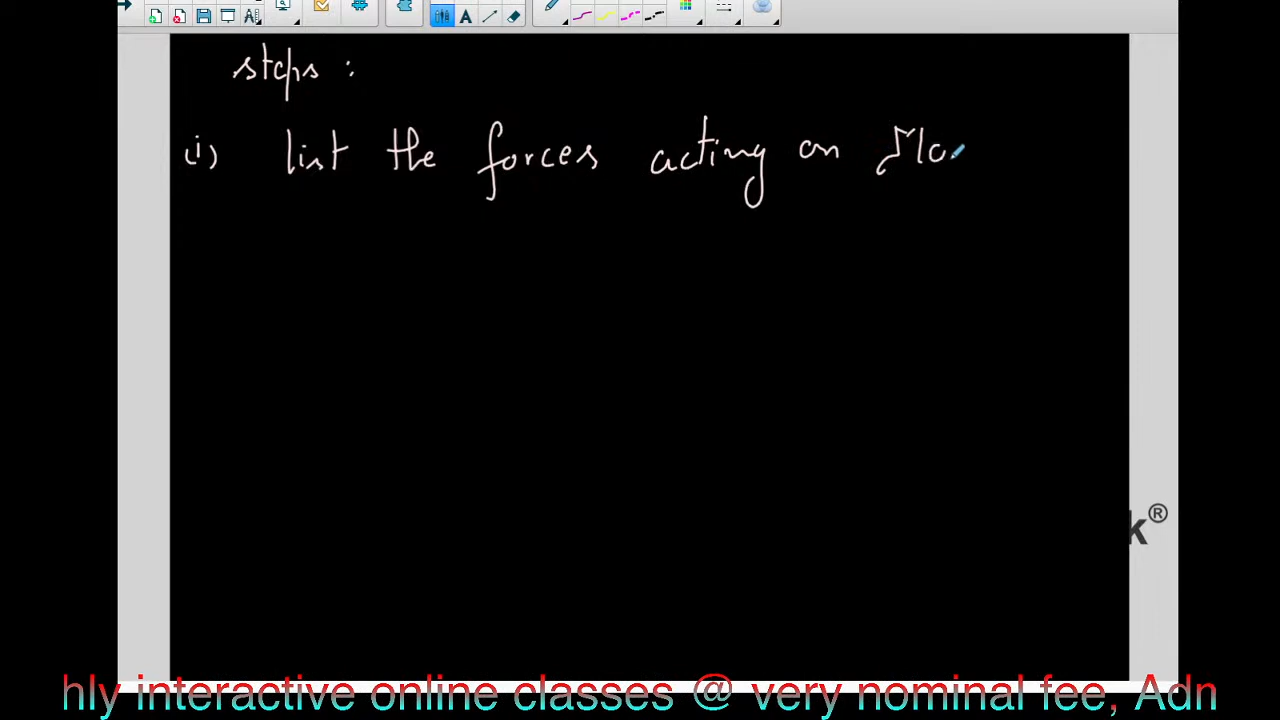 steps :
(i) list the forces acting on
k®
hly interactive online classes @ very nominal fee, Adn